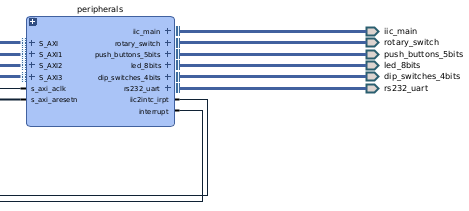 peripherals
iic_main
rotary_switch
push_buttons_5bits
led_8bits
dip_switches_4bits
rs232_uart
iic2intc_irpt
interrupt
S_AXI
S_AXI1
S_AXI2
S_AXI3
s_axi_aclk
s_axi_aresetn
iic_main
rotary_switch
push_buttons_5bits
led_8bits
dip_switches_4bits
rs232_uart